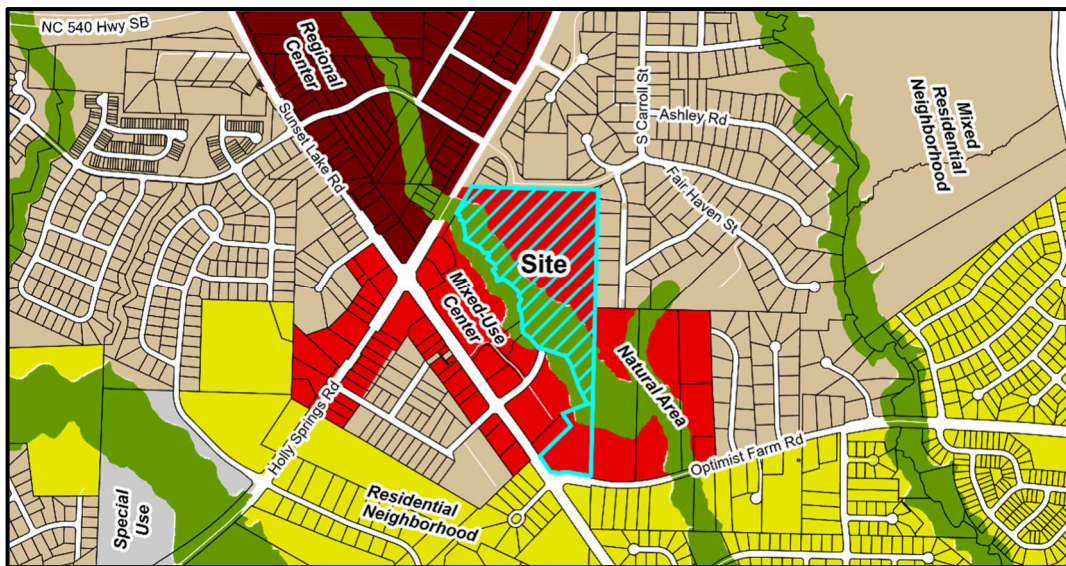 NC 540 Hwy SB
Regional
Center
Sunset Lake Rd
S Carroll St
Ashley Rd
Mixed
Residential
Neighborhood
Fair Haven St
Site
Mixed-Use
Center
Natural Area
Holly Springs Rd
Optimist Farm Rd
Residential
Neighborhood
Special
Use